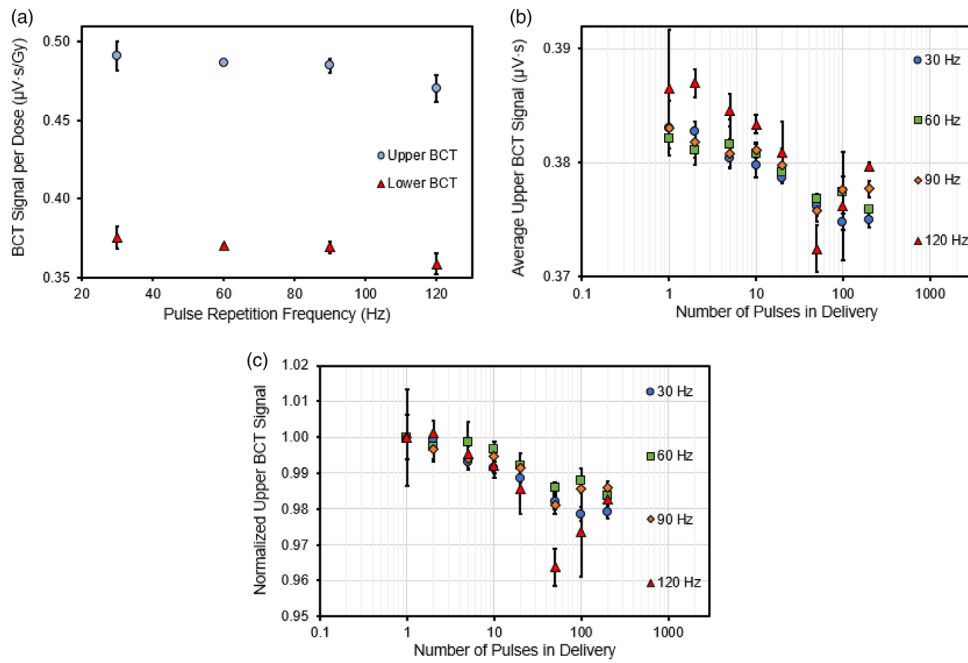 (a)
BCT Signal per Dose (µV·s/Gy)
0.50
0.45
0.40
0.35
20
40
60
80
100
120
Pulse Repetition Frequency (Hz)
Upper BCT
Lower BCT
(b)
Average Upper BCT Signal (µV·s)
0.39
0.38
0.37
0.1
1
10
100
1000
Number of Pulses in Delivery
30 Hz
60 Hz
90 Hz
120 Hz
(c)
Normalized Upper BCT Signal
1.02
1.01
1.00
0.99
0.98
0.97
0.96
0.95
0.1
1
10
100
1000
Number of Pulses in Delivery
30 Hz
60 Hz
90 Hz
120 Hz